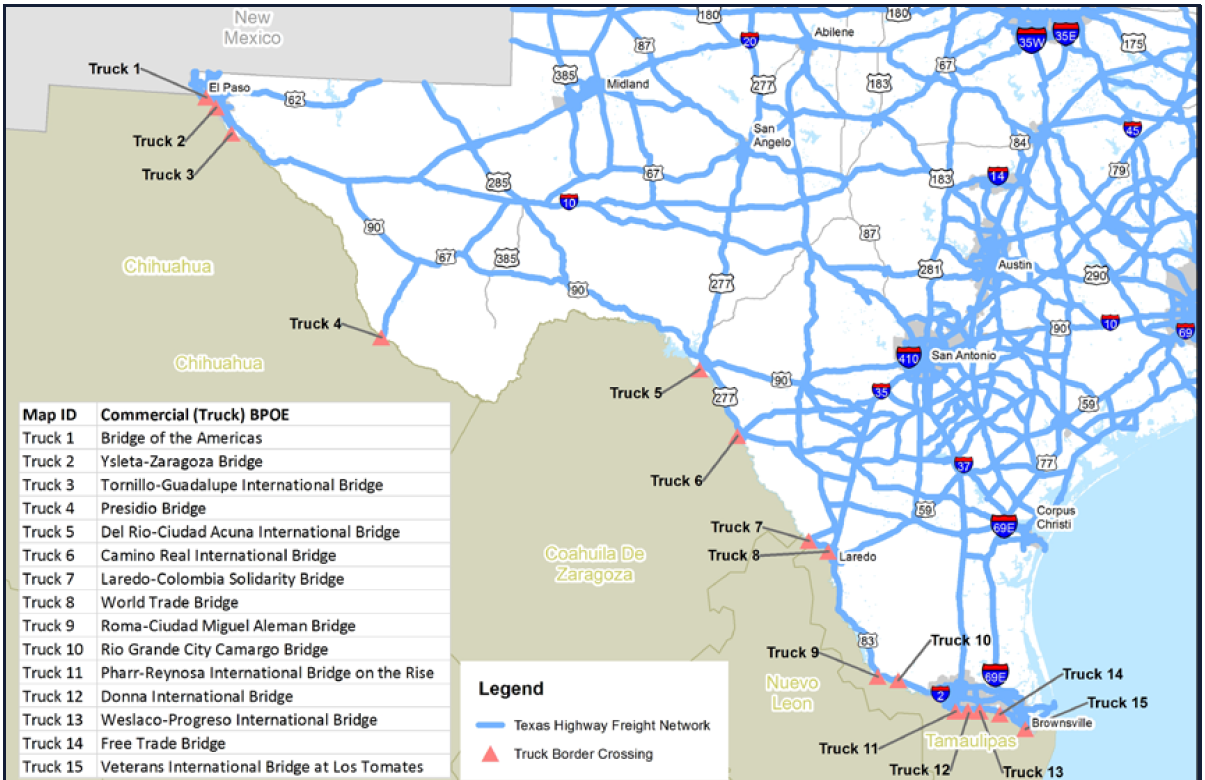 New
Mexico
180
180
Abilene
20
35W
35E
87
175
67
385
Midland
277
183
Truck 1
El Paso
62
45
San
Angelo
84
Truck 2
Truck 3
67
183
14
79
285
10
90
87
Chihuahua
67
385
281
Austin
290
277
90
Truck 4
90
10
69
Chihuahua
410
San Antonio
Truck 5
90
35
277
59
Map ID Commercial (Truck) BPOE
Truck 1 Bridge of the Americas
Truck 2 Ysleta-Zaragoza Bridge
Truck 3 Tornillo-Guadalupe International Bridge
Truck 4 Presidio Bridge
Truck 5 Del Rio-Ciudad Acuna International Bridge
Truck 6 Camino Real International Bridge
Truck 7 Laredo-Colombia Solidarity Bridge
Truck 8 World Trade Bridge
Truck 9 Roma-Ciudad Miguel Aleman Bridge
Truck 10 Rio Grande City Camargo Bridge
Truck 11 Pharr-Reynosa International Bridge on the Rise
Truck 12 Donna International Bridge
Truck 13 Weslaco-Progreso International Bridge
Truck 14 Free Trade Bridge
Truck 15 Veterans International Bridge at Los Tomates
Truck 6
37
77
59
Corpus
Christi
69E
Truck 7
Truck 8
Laredo
Coahuila De
Zaragoza
83
Truck 10
Truck 9
69E
Truck 14
Nuevo
Leon
2
Truck 15
Brownsville
Truck 11
Tamaulipas
Truck 12
Truck 13
Legend
Texas Highway Freight Network
Truck Border Crossing